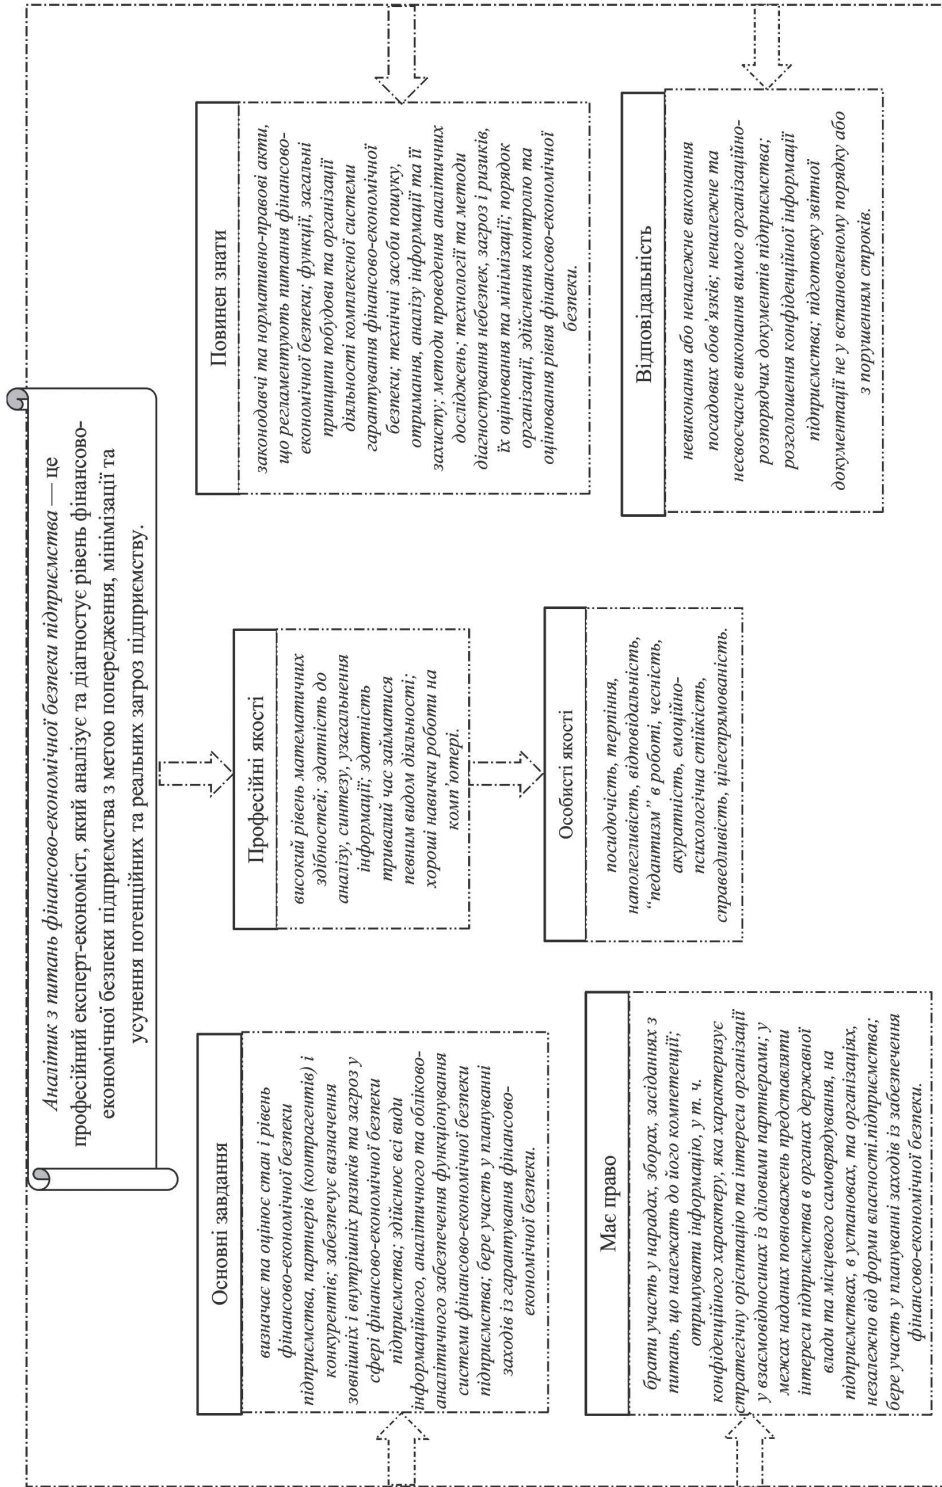 Аналітик з питань фінансово-економічної безпеки підприємства — це
професійний експерт-економіст, який аналізує та діагностує рівень фінансово-
економічної безпеки підприємства з метою попередження, мінімізації та
усунення потенційних та реальних загроз підприємству.
Основні завдання
визначає та оцінює стан і рівень
фінансово-економічної безпеки
підприємства, партнерів (контрагентів) і
конкурентів; забезпечує визначення
зовнішніх і внутрішніх ризиків та загроз у
сфері фінансово-економічної безпеки
підприємства; здійснює всі види
інформаційного, аналітичного та обліково-
аналітичного забезпечення функціонування
системи фінансово-економічної безпеки
підприємства; бере участь у плануванні
заходів із гарантування фінансово-
економічної безпеки.
Професійні якості
високий рівень математичних
здібностей; здатність до
аналізу, синтезу, узагальнення
інформації; здатність
тривалий час займатися
певним видом діяльності;
хороші навички роботи на
комп’ютері.
Повинен знати
законодавчі та нормативно-правові акти,
що регламентують питання фінансово-
економічної безпеки; функції, загальні
принципи побудови та організації
діяльності комплексної системи
гарантування фінансово-економічної
безпеки; технічні засоби пошуку,
отримання, аналізу інформації та її
захисту; методи проведення аналітичних
досліджень; технології та методи
діагностування небезпек, загроз і ризиків,
їх оцінювання та мінімізації; порядок
організації, здійснення контролю та
оцінювання рівня фінансово-економічної
безпеки.
Має право
брати участь у нарадах, зборах, засіданнях з
питань, що належать до його компетенції;
отримувати інформацію, у т. ч.
конфіденційного характеру, яка характеризує
стратегічну орієнтацію та інтереси організації
у взаємовідносинах із діловими партнерами; у
межах наданих повноважень представляти
інтереси підприємства в органах державної
влади та місцевого самоврядування, на
підприємствах, в установах, та організаціях,
незалежно від форми власності.підприємства;
бере участь у плануванні заходів із забезпечення
фінансово-економічної безпеки.
Особисті якості
посидючість, терпіння,
наполегливість, відповідальність,
“педантизм” в роботі, чесність,
акуратність, емоційно-
психологічна стійкість,
справедливість, цілеспрямованість.
Відповідальність
невиконання або неналежне виконання
посадових обов’язків; неналежне та
несвоєчасне виконання вимог організаційно-
розпорядчих документів підприємства;
розголошення конфіденційної інформації
підприємства; підготовку звітної
документації не у встановленому порядку або
з порушенням строків.